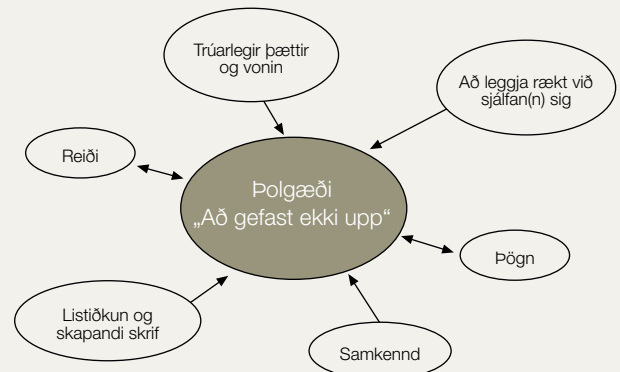 Trúarlegir þættir
og vonin
Að leggja rækt við
sjálfan(n) sig
Reiði
Þolgæði
„Að gefast ekki upp“
Þögn
Listiðkun og
skapandi skrif
Samkennd